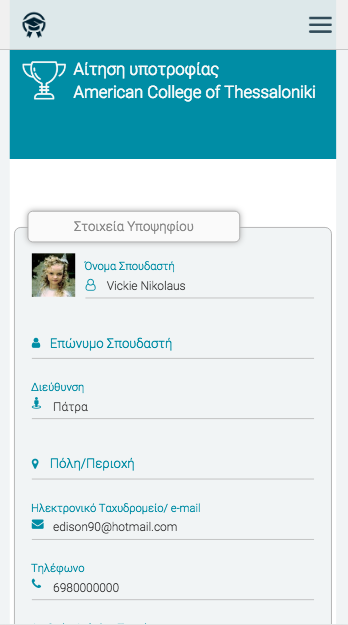 Αίτηση υποτροφίας
American College of Thessaloniki
Στοιχεία Υποψηφίου
Όνομα Σπουδαστή
Vickie Nikolaus
Επώνυμο Σπουδαστή
Διεύθυνση
Πάτρα
Πόλη/Περιοχή
Ηλεκτρονικό Ταχυδρομείο/ e-mail
edison90@hotmail.com
Τηλέφωνο
6980000000